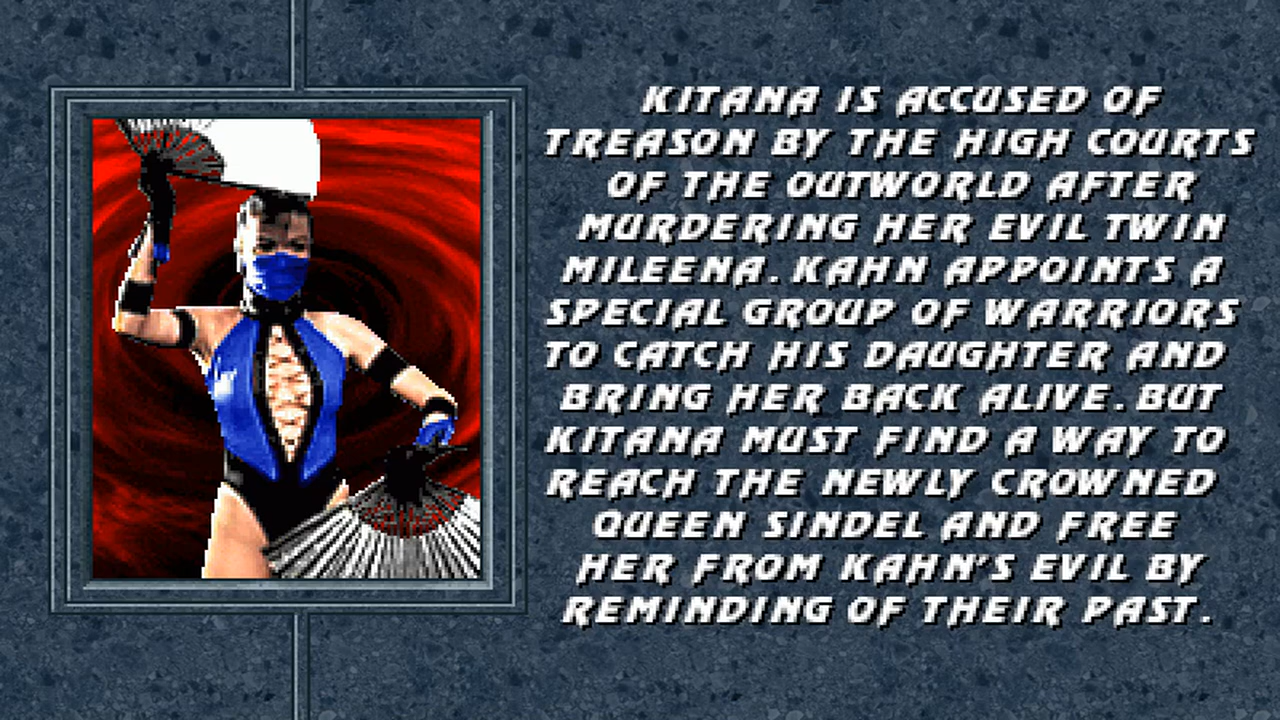 KITANA IS ACCUSED OF
TREASON BY THE HIGH COURTS
OF THE OUTWORLD AFTER
MURDERING HER EVIL TWIN
MILEENA. KAHN APPOINTS A
SPECIAL GROUP OF WARRIORS
TO CATCH HIS DAUGHTER AND
BRING HER BACK ALIVE. BUT
KITANA MUST FIND A WAY TO
REACH THE NEWLY CROWNED
QUEEN SINDEL AND FREE
HER FROM KAHN'S EVIL BY
REMINDING OF THEIR PAST.